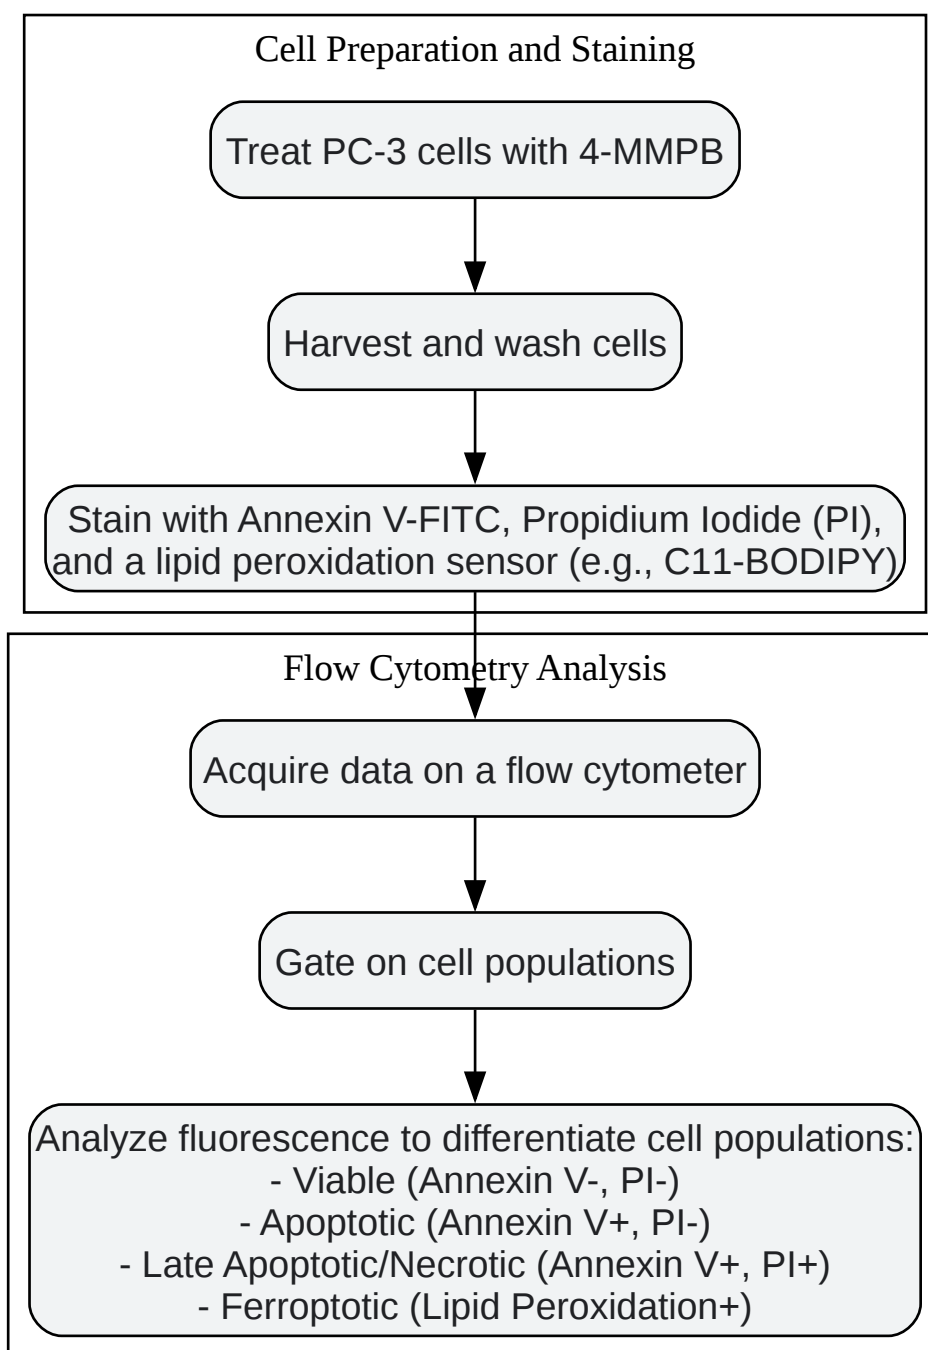 Cell Preparation and Staining
Treat PC-3 cells with 4-MMPB
Harvest and wash cells
Stain with Annexin V-FITC, Propidium Iodide (PI),
and a lipid peroxidation sensor (e.g., C11-BODIPY)
Flow Cytometry Analysis
Acquire data on a flow cytometer
Gate on cell populations
Analyze fluorescence to differentiate cell populations:
- Viable (Annexin V-, PI-)
- Apoptotic (Annexin V+, PI-)
- Late Apoptotic/Necrotic (Annexin V+, PI+)
- Ferroptotic (Lipid Peroxidation+)